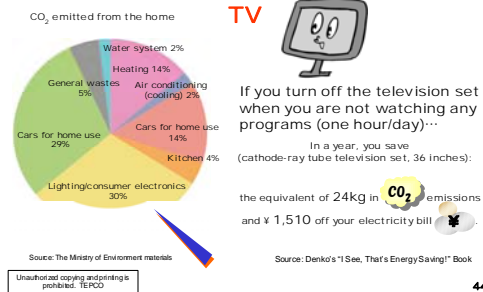 CO2 emitted from the home
Water system 2%
Heating 14%
General wastes
5%
Air conditioning
(cooling) 2%
Cars for home use
29%
Cars for home use
14%
Kitchen 4%
Lighting/consumer electronics
30%
Source: The Ministry of Environment materials
Unauthorized copying and printing is
prohibited. TEPCO
TV
If you turn off the television set
when you are not watching any
programs (one hour/day)…
In a year, you save
(cathode-ray tube television set, 36 inches):
the equivalent of 24kg in CO2 emissions
and ¥ 1,510 off your electricity bill ¥.
Source: Denko's "I See, That's Energy Saving!" Book
44